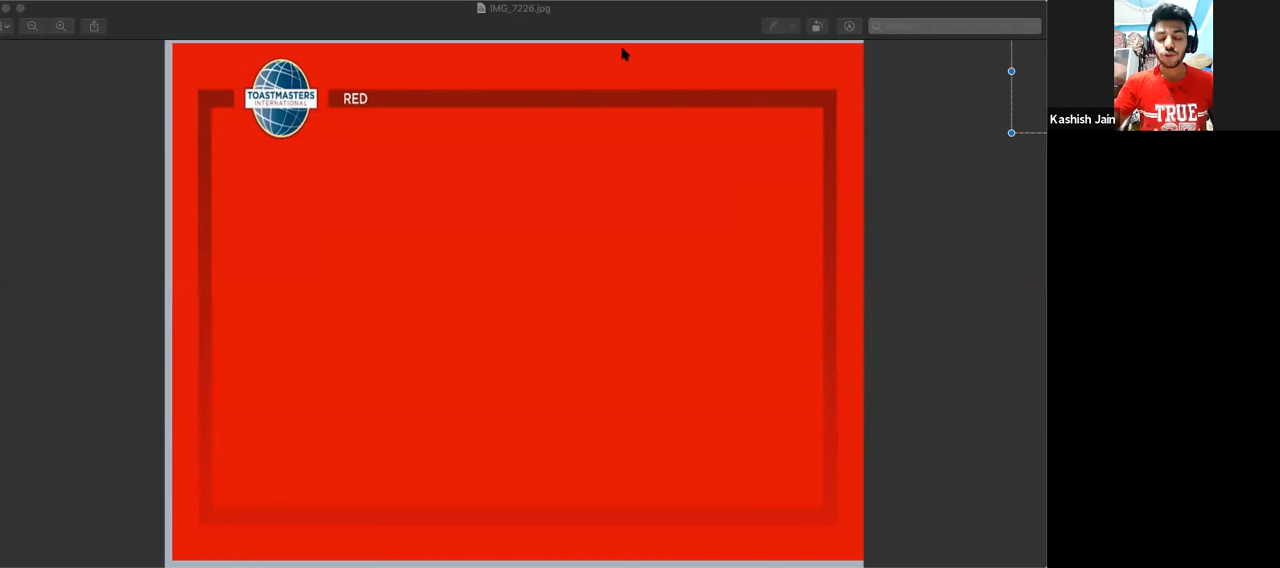 IMG_7226.jpg
TOASTMASTERS
INTERNATIONAL
RED
TRUE
Kashish Jain